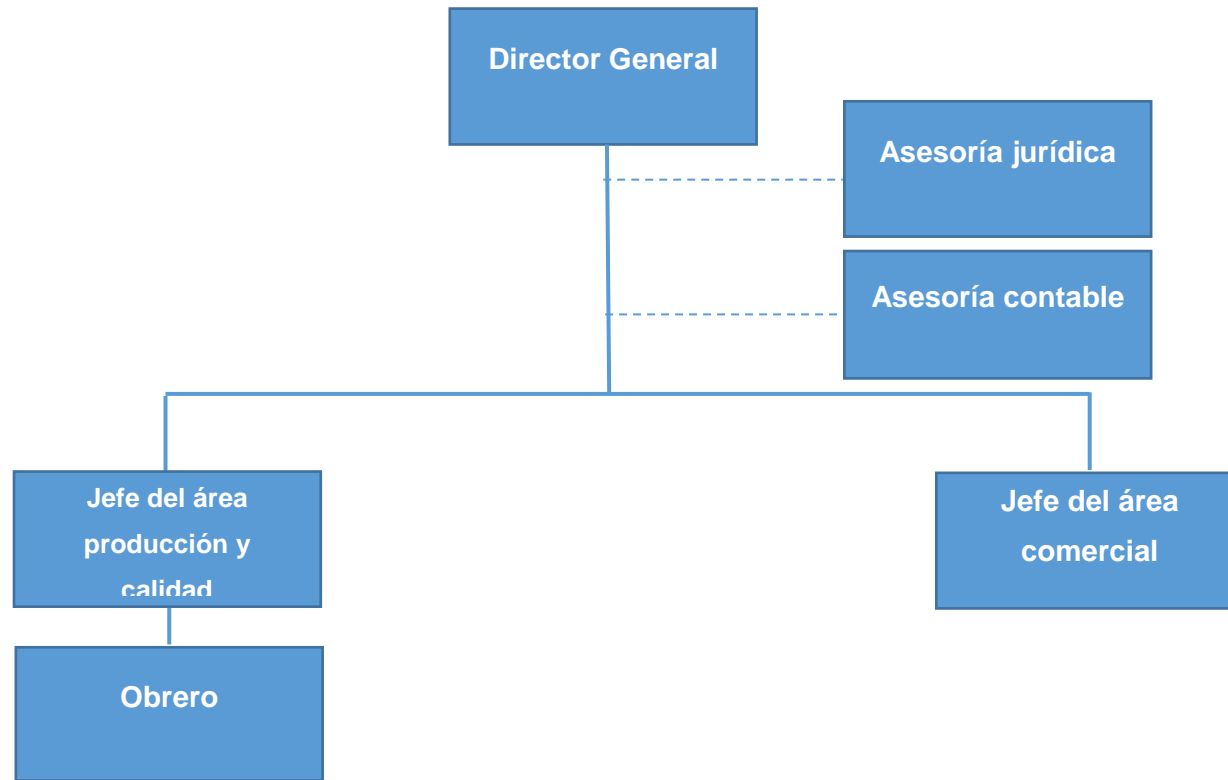 Director General
Asesoría jurídica
Asesoría contable
Jefe del área
producción y
calidad
Jefe del área
comercial
Obrero